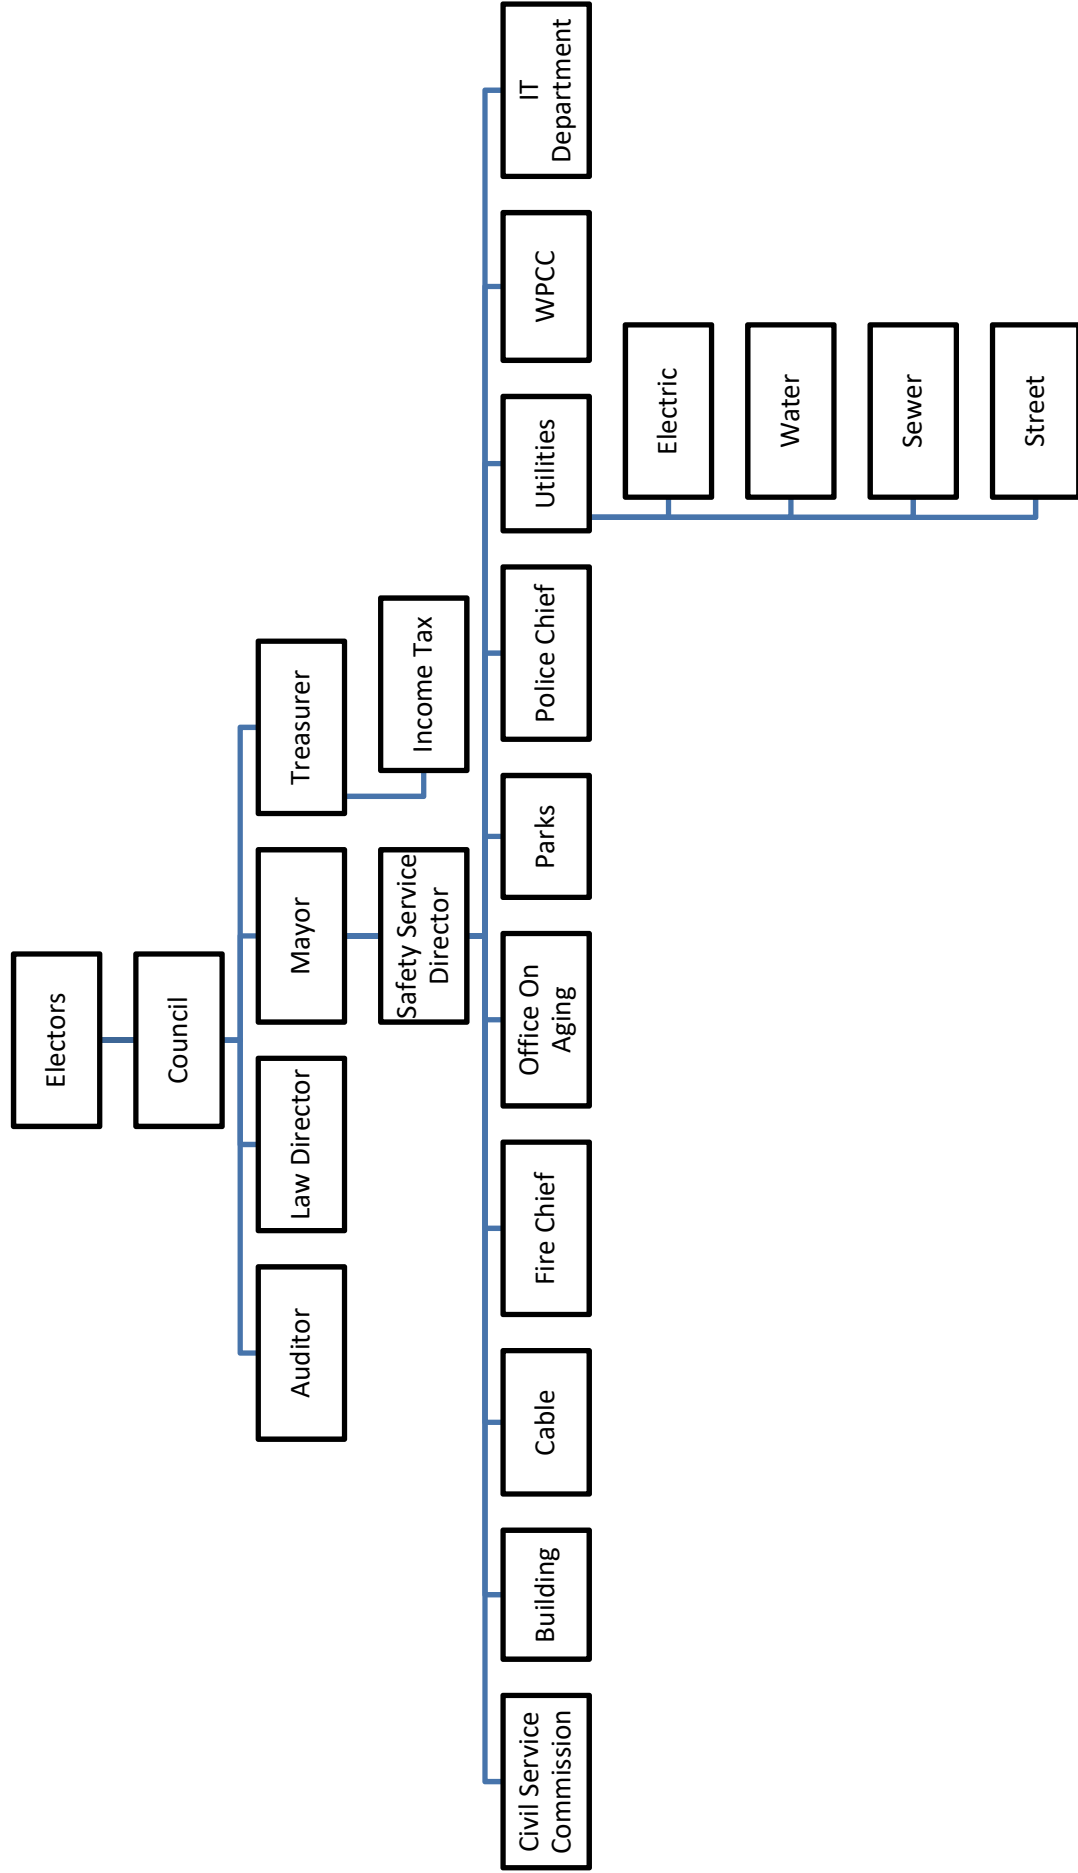 Electors
Council
Auditor
Law Director
Mayor
Treasurer
Safety Service
Director
Income Tax
Civil Service
Commission
Building
Cable
Fire Chief
Office On
Aging
Parks
Police Chief
Utilities
WPCC
IT
Department
Electric
Water
Sewer
Street